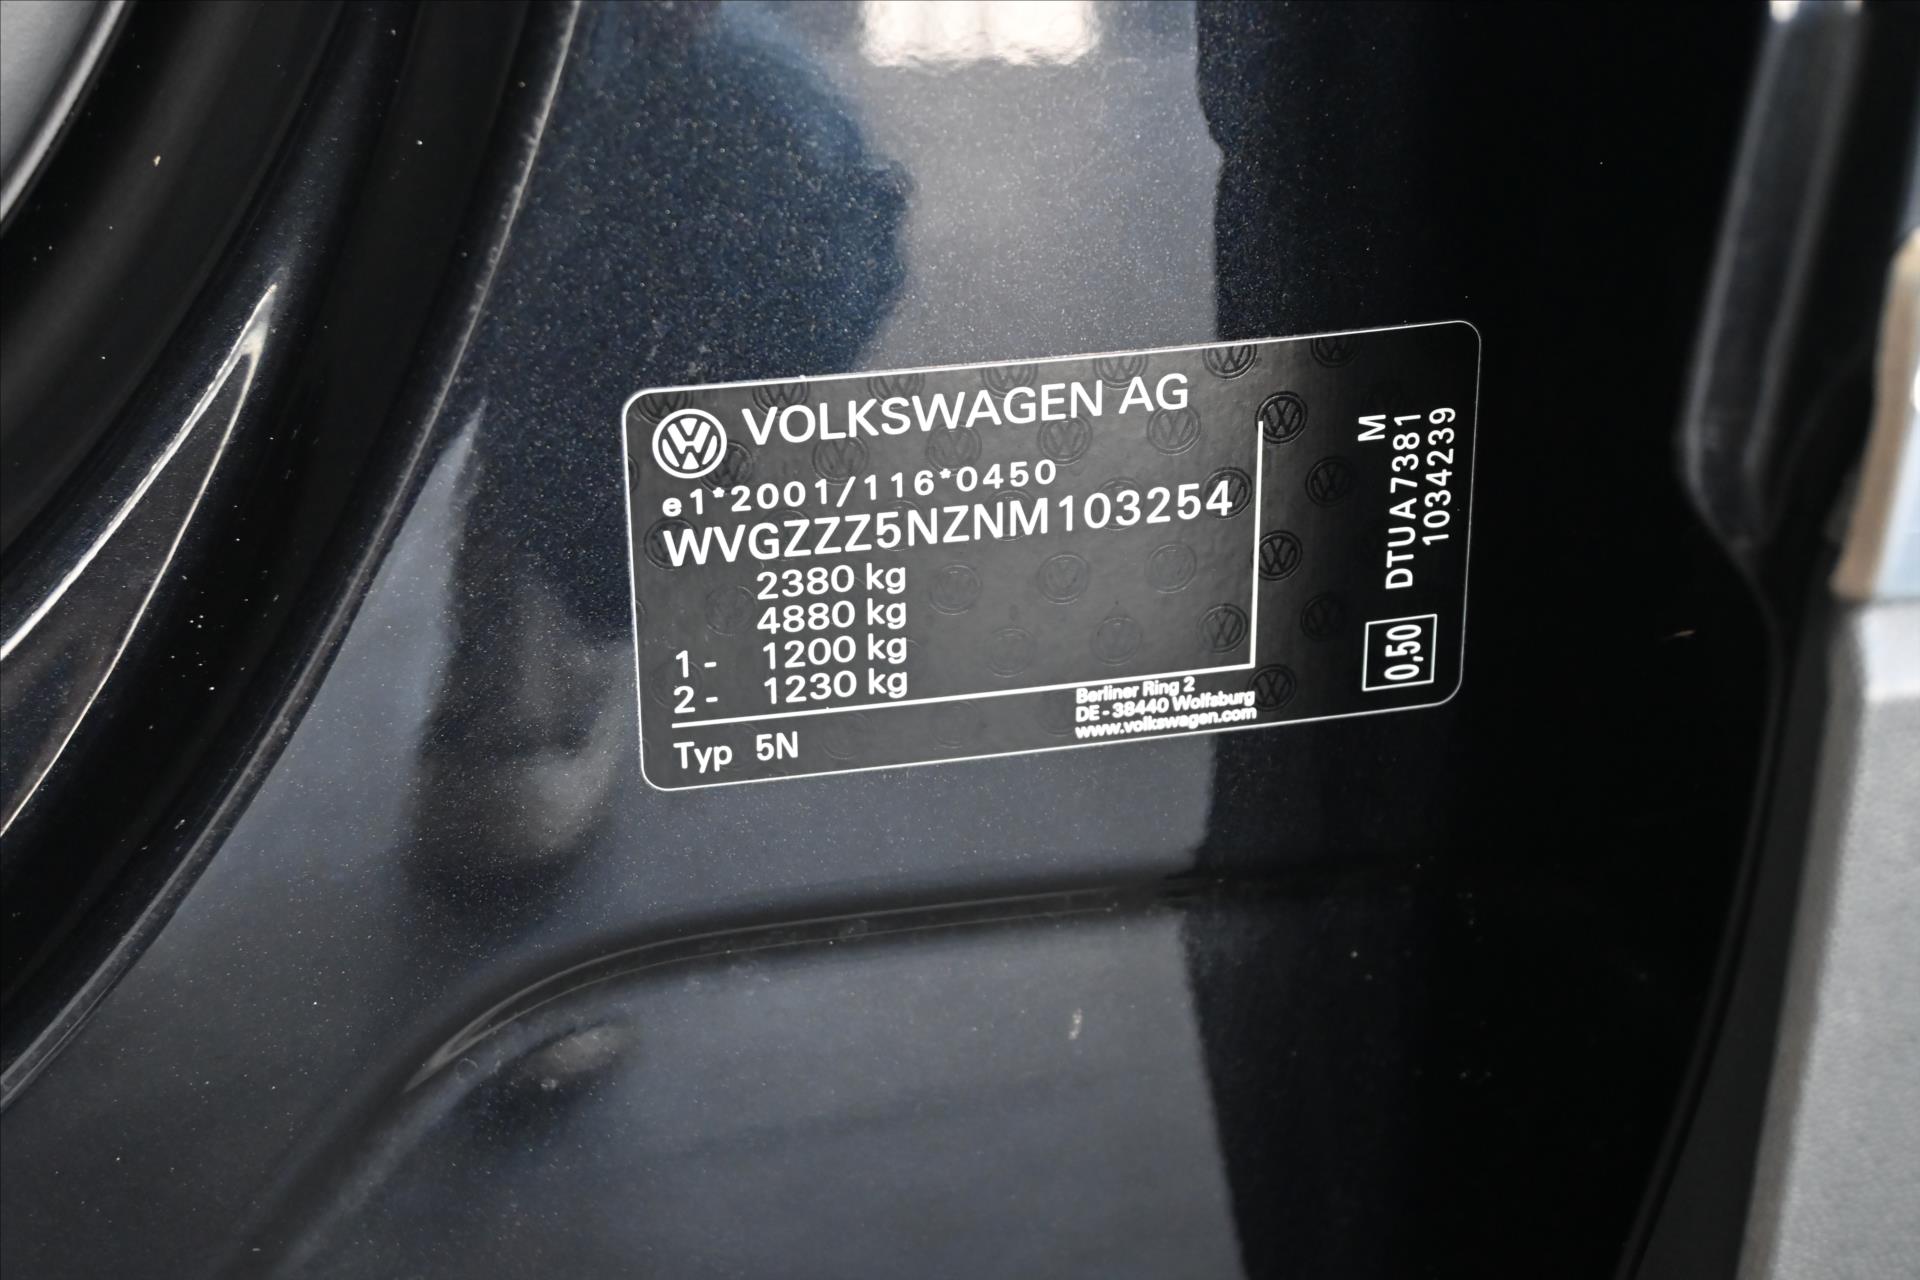 VOLKSWAGEN AG
e1*2001/116*0450
WVGZZZ5NZNM103254
2380 kg
4880 kg
1- 1200 kg
2- 1230 kg
Typ 5N
Berliner Ring 2
DE-38440 Wolfsburg
www.volkswagen.com
M
DTUA7381
1034239
0,50